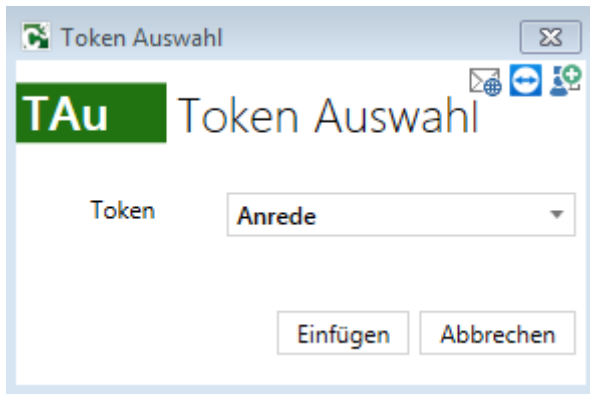 Token Auswahl
TAu Token Auswahl
Token Anrede
Einfügen Abbrechen